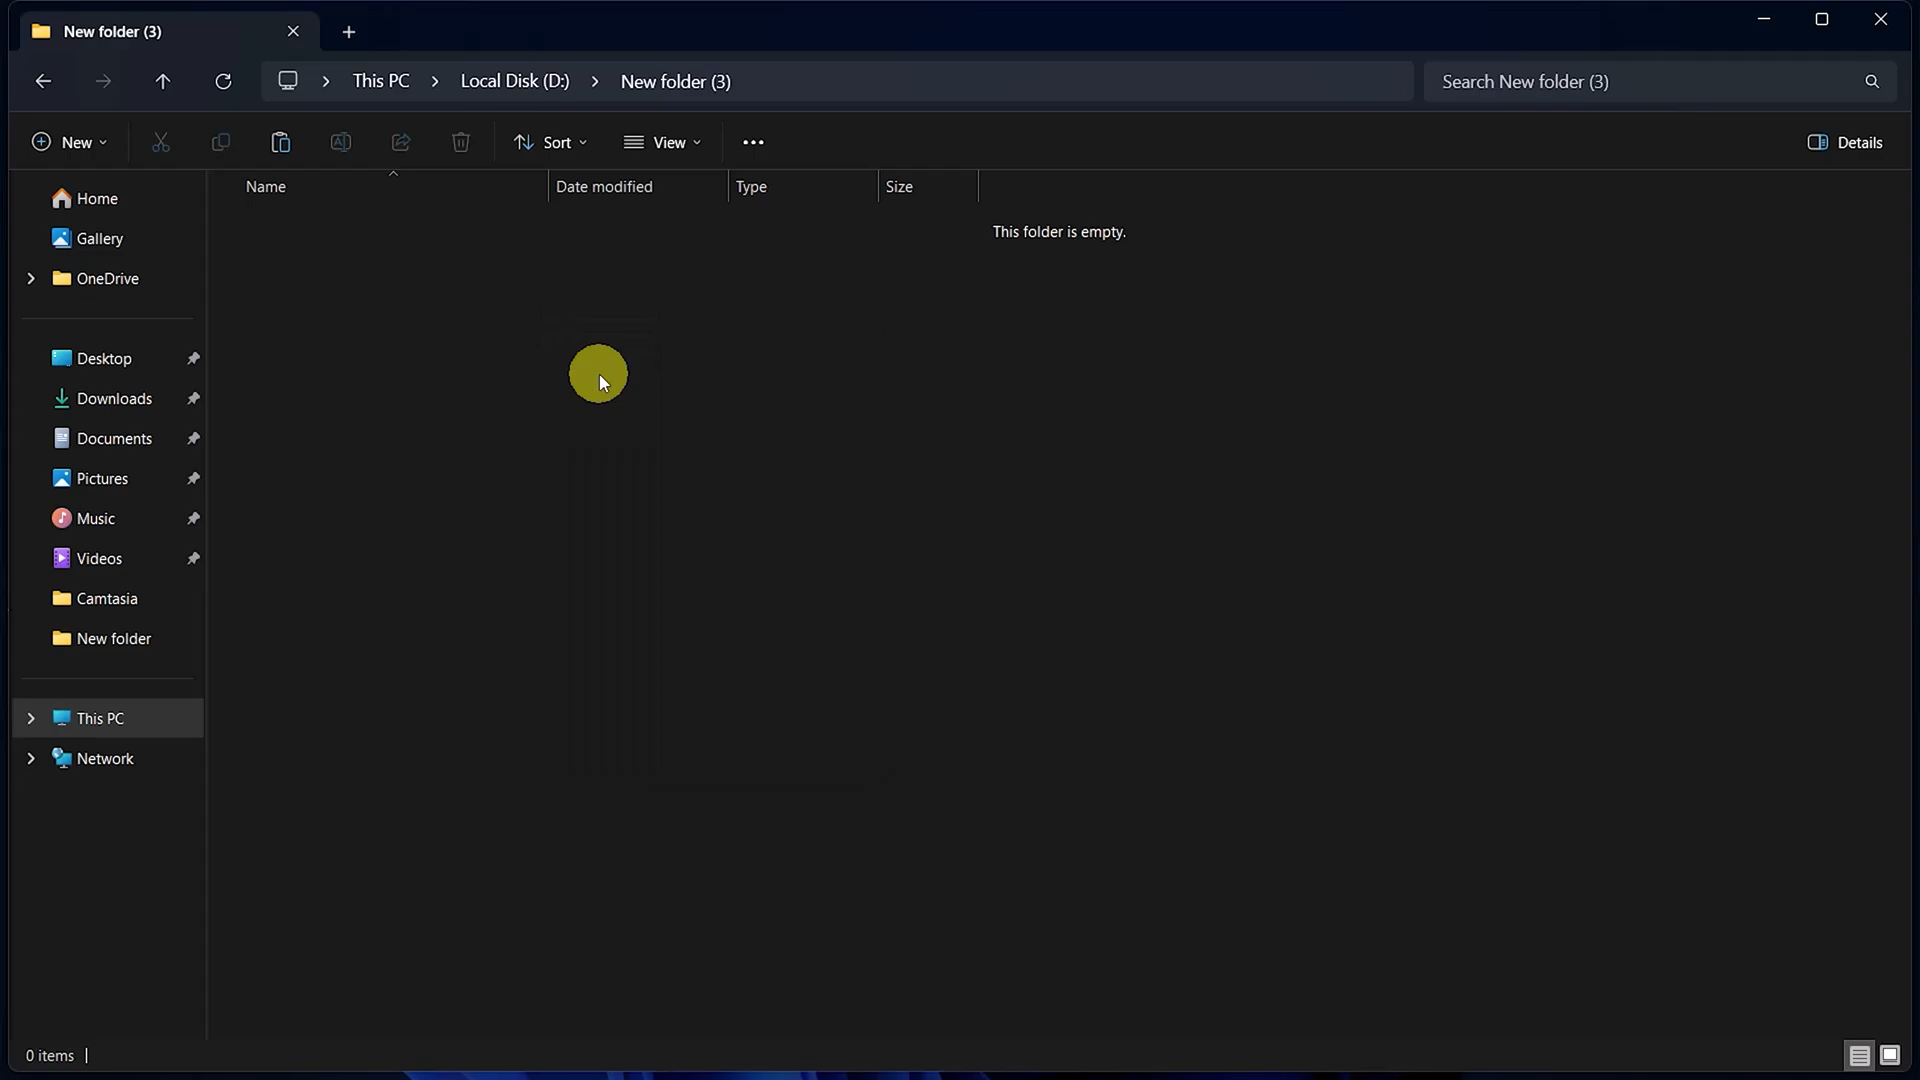 New folder (3)
This PC > Local Disk (D:) > New folder (3)
Search New folder (3)
New
Sort
View
Details
Name
Date modified
Type
Size
This folder is empty.
Home
Gallery
OneDrive
Desktop
Downloads
Documents
Pictures
Music
Videos
Camtasia
New folder
This PC
Network
0 items